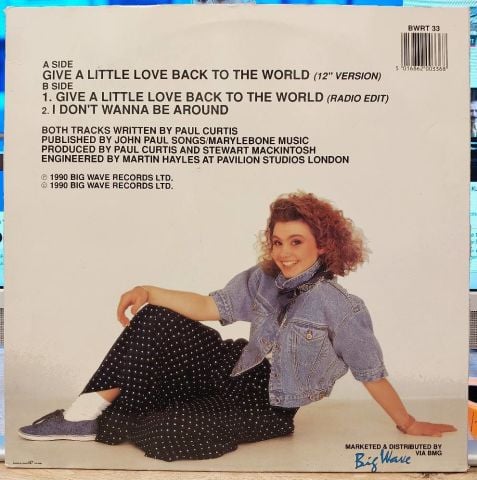 BWRT 33
5 016862 003368
A SIDE
GIVE A LITTLE LOVE BACK TO THE WORLD (12" VERSION)
B SIDE
1. GIVE A LITTLE LOVE BACK TO THE WORLD (RADIO EDIT)
2. I DON'T WANNA BE AROUND
BOTH TRACKS WRITTEN BY PAUL CURTIS
PUBLISHED BY JOHN PAUL SONGS/MARYLEBONE MUSIC
PRODUCED BY PAUL CURTIS AND STEWART MACKINTOSH
ENGINEERED BY MARTIN HAYLES AT PAVILION STUDIOS LONDON
℗ 1990 BIG WAVE RECORDS LTD.
© 1990 BIG WAVE RECORDS LTD.
MARKETED & DISTRIBUTED BY
Big Wave VIA BMG